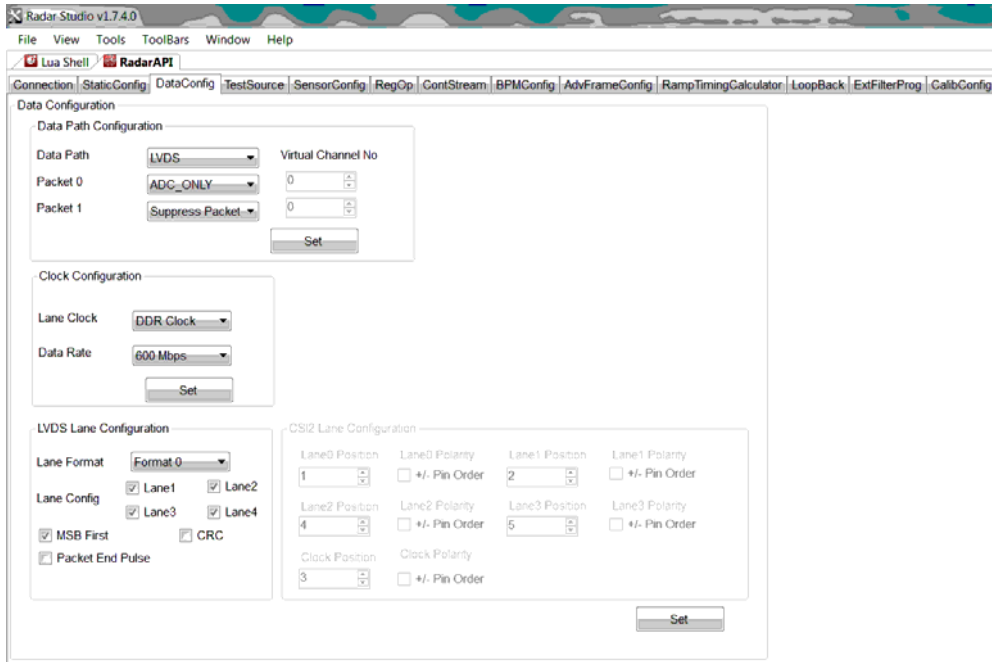 Radar Studio v1.7.4.0
File View Tools ToolBars Window Help
Lua Shell RadarAPI
Connection StaticConfig DataConfig TestSource SensorConfig RegOp ContStream BPMConfig AdvFrameConfig RampTimingCalculator LoopBack ExtFilterProg CalibConfig
Data Configuration
Data Path Configuration
Data Path LVDS Virtual Channel No
Packet 0 ADC_ONLY 0
Packet 1 Suppress Packet 0
Set
Clock Configuration
Lane Clock DDR Clock
Data Rate 600 Mbps
Set
LVDS Lane Configuration
Lane Format Format 0
Lane Config Lane1 Lane2
Lane3 Lane4
MSB First CRC
Packet End Pulse
CSI2 Lane Configuration
Lane0 Position Lane0 Polarity Lane1 Position Lane1 Polarity
1 +/- Pin Order 2 +/- Pin Order
Lane2 Position Lane2 Polarity Lane3 Position Lane3 Polarity
4 +/- Pin Order 5 +/- Pin Order
Clock Position Clock Polarity
3 +/- Pin Order
Set